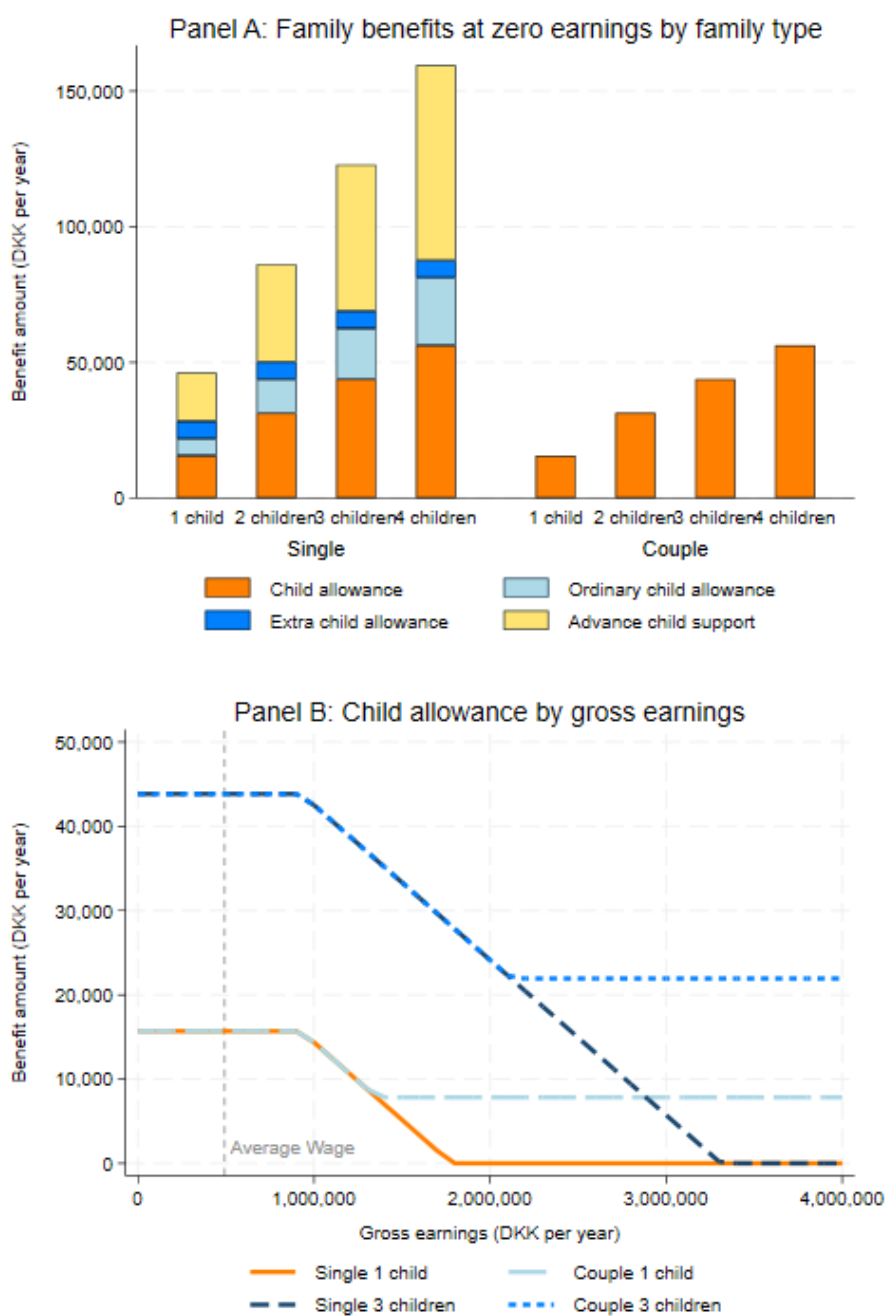 Panel A: Family benefits at zero earnings by family type
Benefit amount (DKK per year)
150,000
100,000
50,000
0
1 child 2 children 3 children 4 children 1 child 2 children 3 children 4 children
Single Couple
Child allowance Ordinary child allowance
Extra child allowance Advance child support
Panel B: Child allowance by gross earnings
Benefit amount (DKK per year)
50,000
40,000
30,000
20,000
10,000
0
Average Wage
0 1,000,000 2,000,000 3,000,000 4,000,000
Gross earnings (DKK per year)
Single 1 child Couple 1 child
Single 3 children Couple 3 children